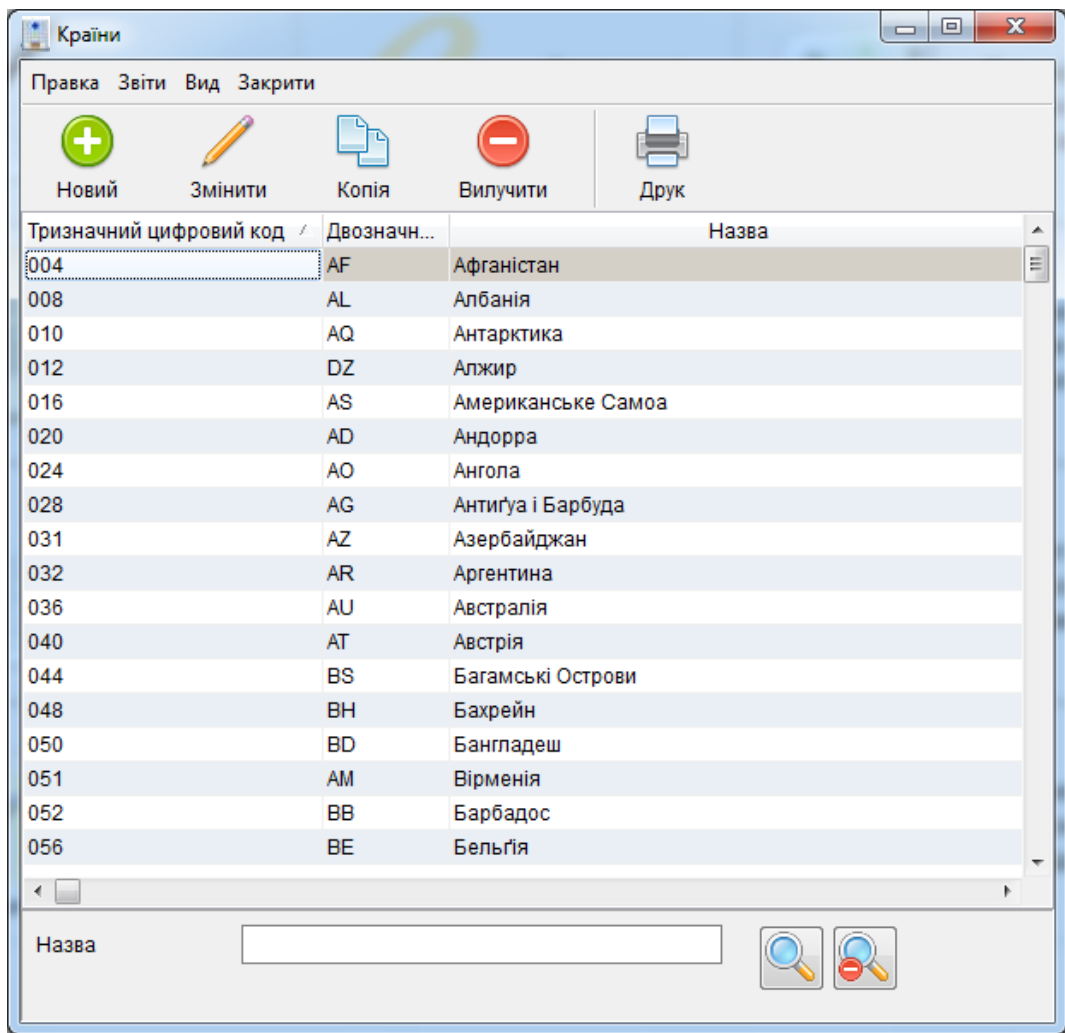 Країни
Правка Звіти Вид Закрити
Новий Змінити Копія Вилучити Друк
Тризначний цифровий код Двозначн... Назва
004 AF Афганістан
008 AL Албанія
010 AQ Антарктика
012 DZ Алжир
016 AS Американське Самоа
020 AD Андорра
024 AO Ангола
028 AG Антиґуа і Барбуда
031 AZ Азербайджан
032 AR Аргентина
036 AU Австралія
040 AT Австрія
044 BS Багамські Острови
048 BH Бахрейн
050 BD Бангладеш
051 AM Вірменія
052 BB Барбадос
056 BE Бельґія
Назва